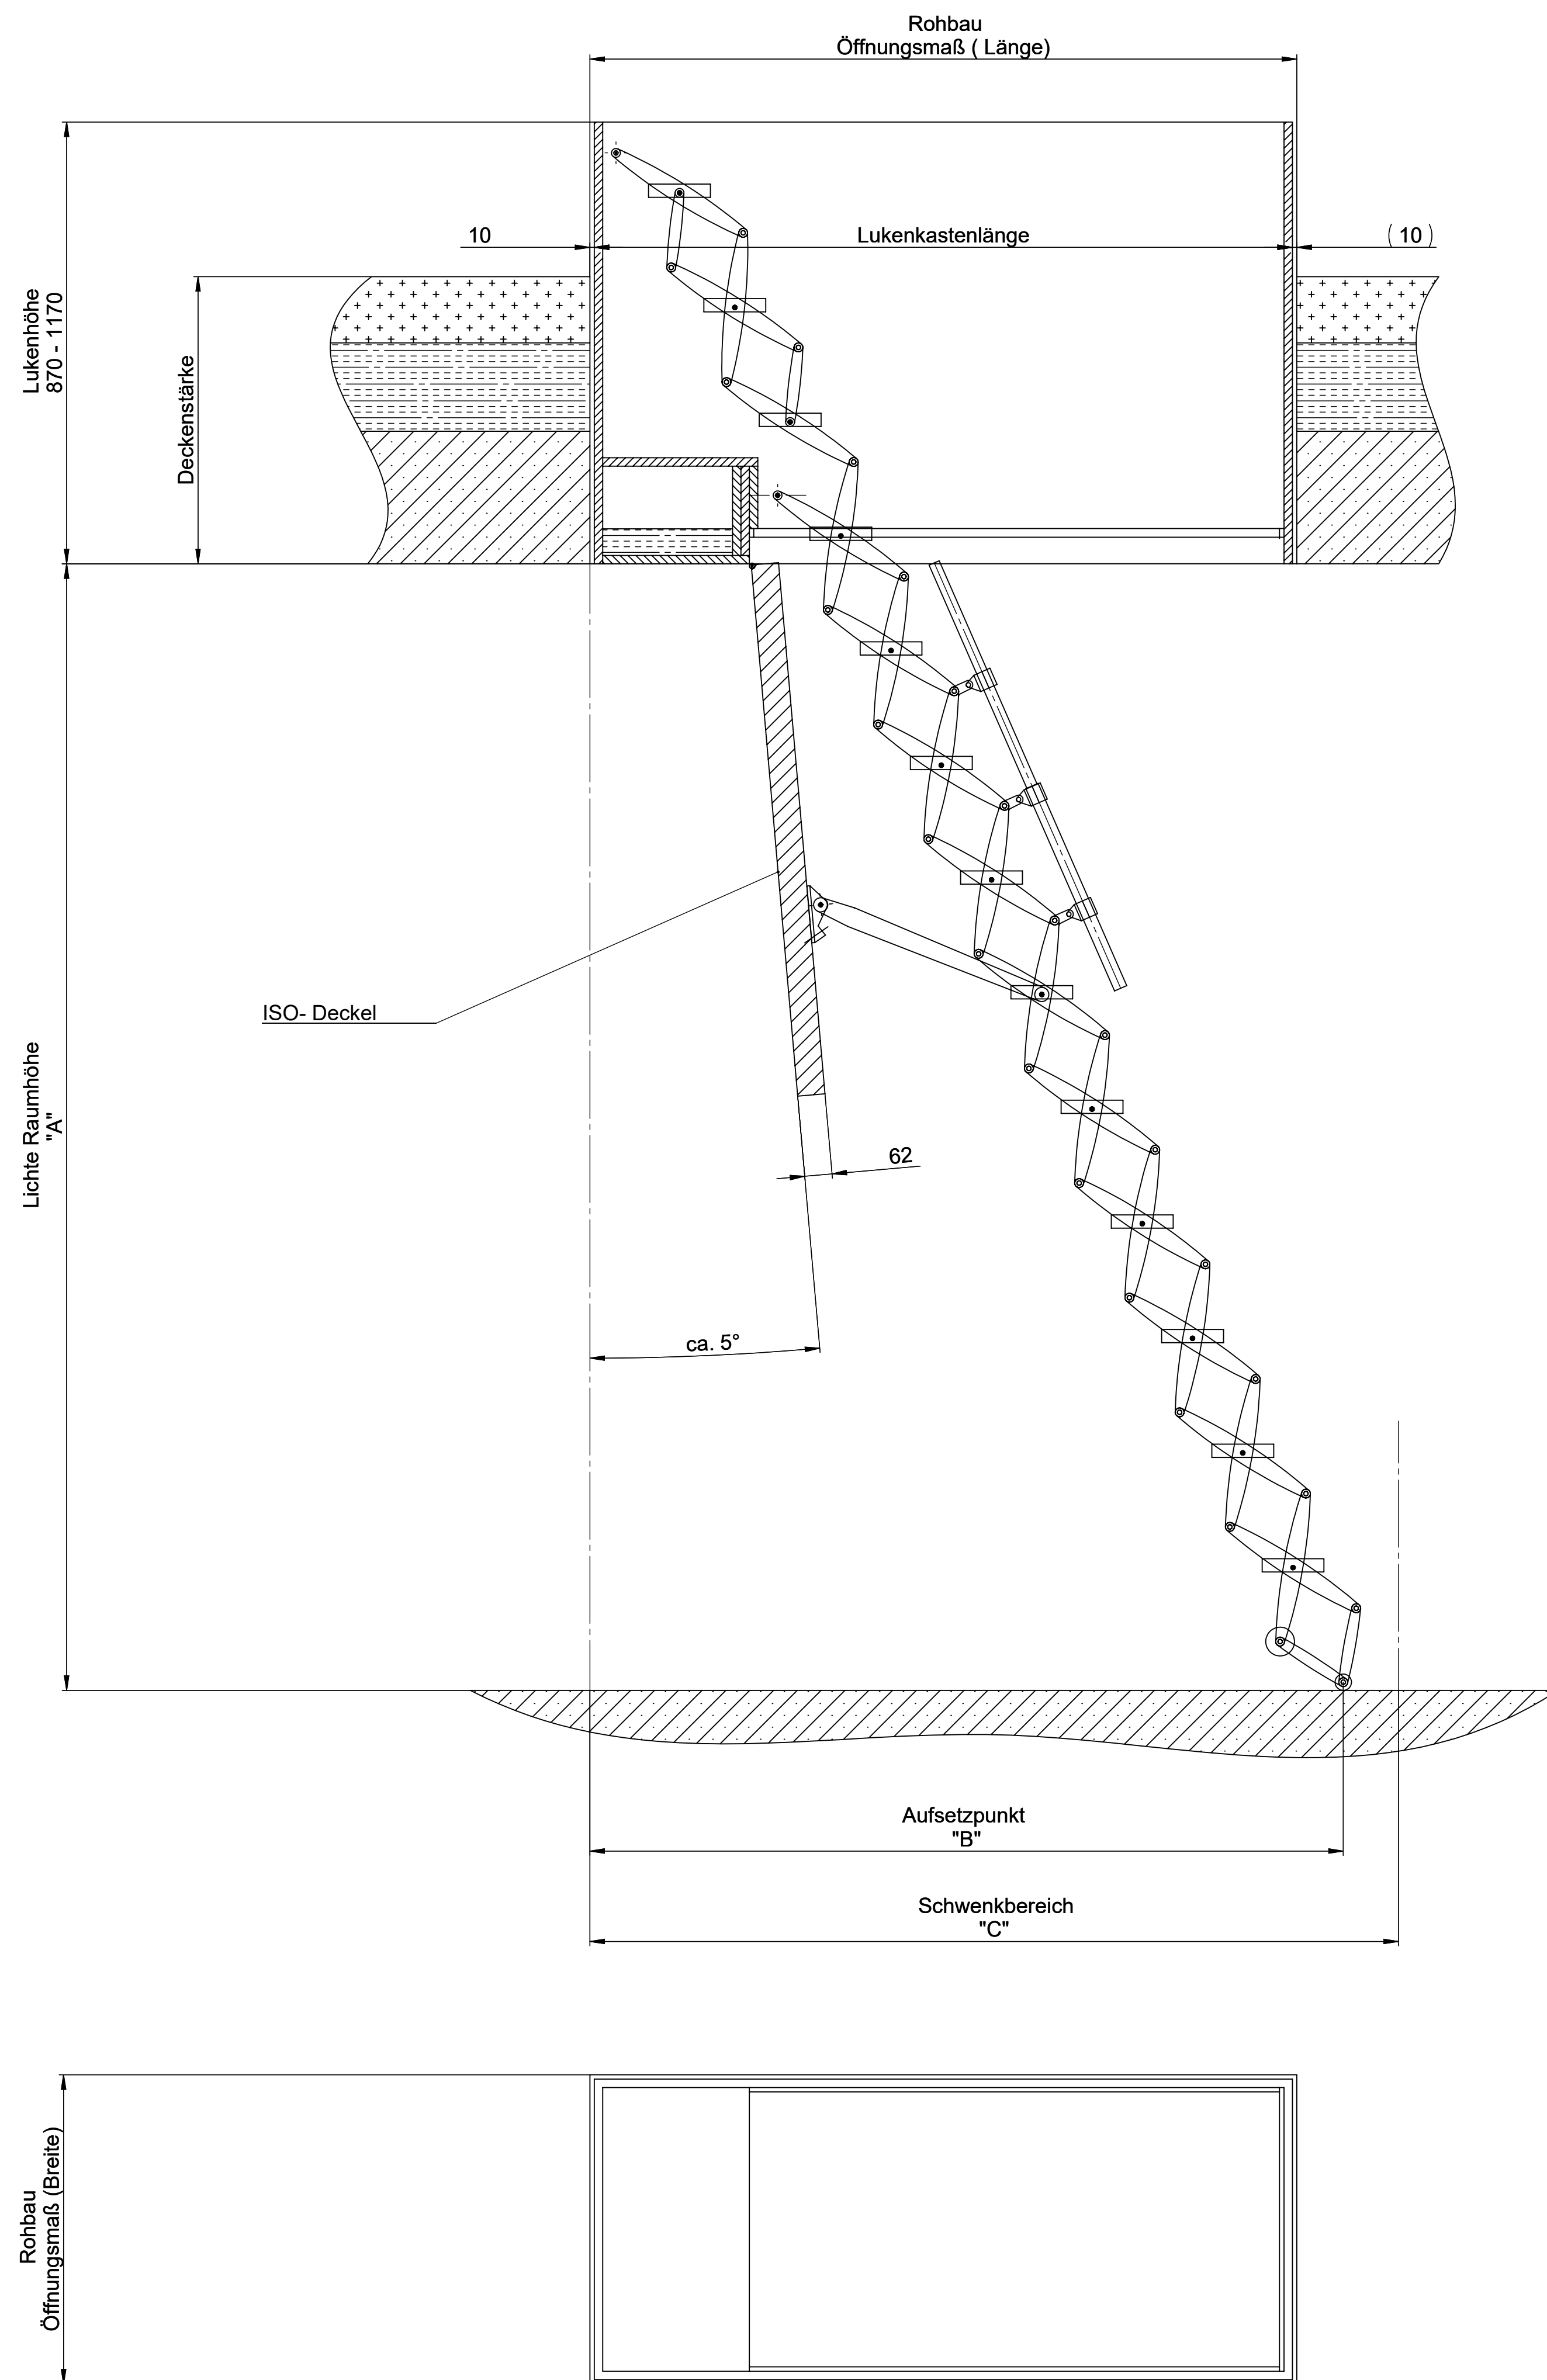 Rohbau
Öffnungsmaß ( Länge)
10
Lukenkastenlänge
( 10 )
Lukenhöhe
870 - 1170
Deckenstärke
ISO- Deckel
Lichte Raumhöhe
"A"
62
ca. 5°
Aufsetzpunkt
"B"
Schwenkbereich
"C"
Rohbau
Öffnungsmaß (Breite)